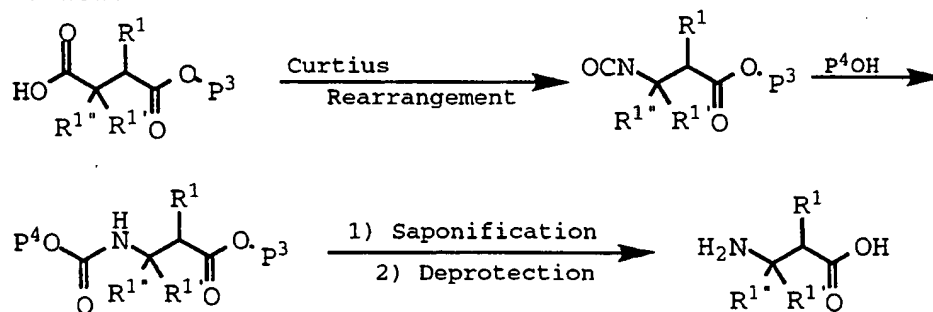 R¹
O
HO
R¹" R¹'
O
O-P³
Curtius
Rearrangement
R¹
OCN
R¹" R¹'
O
O-P³
P⁴OH
P⁴O
O
H
N
R¹
R¹" R¹'
O
O-P³
1) Saponification
2) Deprotection
R¹
H₂N
R¹" R¹'
O
OH